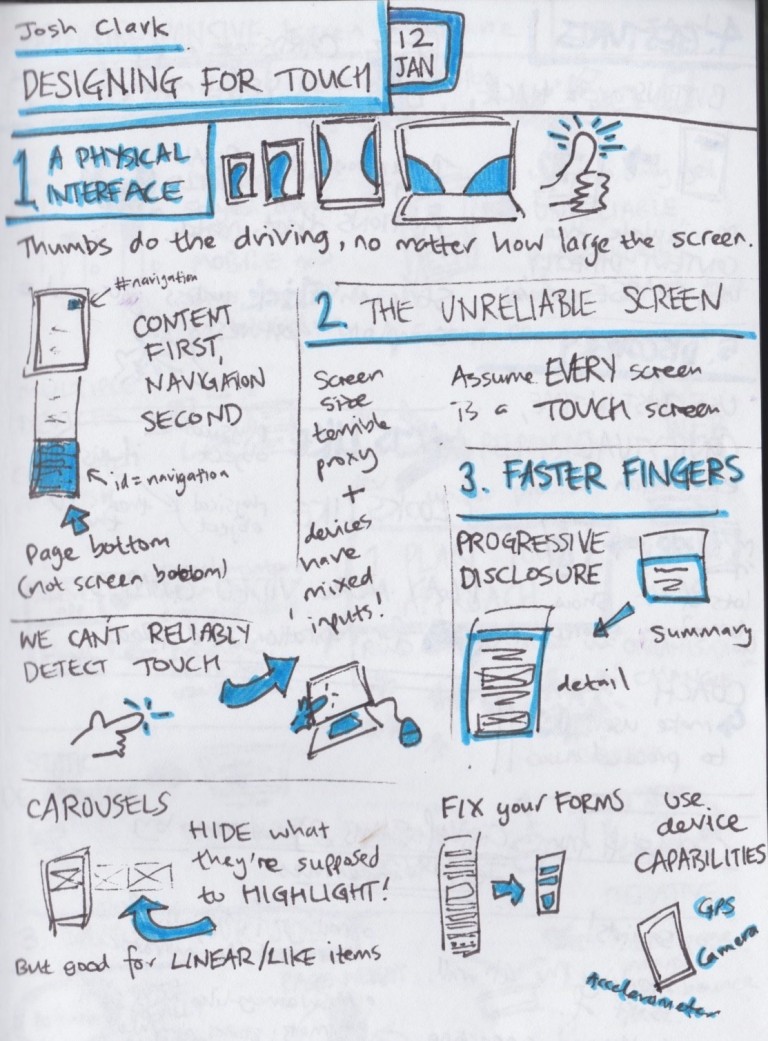 Josh Clark
DESIGNING FOR TOUCH
12
JAN
1 A PHYSICAL
INTERFACE
Thumbs do the driving, no matter how large the screen.
#navigation
CONTENT
FIRST,
NAVIGATION
SECOND
id=navigation
Page bottom
(not screen bottom)
2. THE UNRELIABLE SCREEN
Screen
size
terrible
proxy
+
devices
have
mixed
inputs!
Assume EVERY screen
is a TOUCH screen
3. FASTER FINGERS
PROGRESSIVE
DISCLOSURE
Summary
detail
WE CAN'T RELIABLY
DETECT TOUCH
CAROUSELS
HIDE what
they're supposed
to HIGHLIGHT!
But good for LINEAR/LIKE items
FIX your FORMS
Use
device
CAPABILITIES
GPS
Camera
Accelerometer